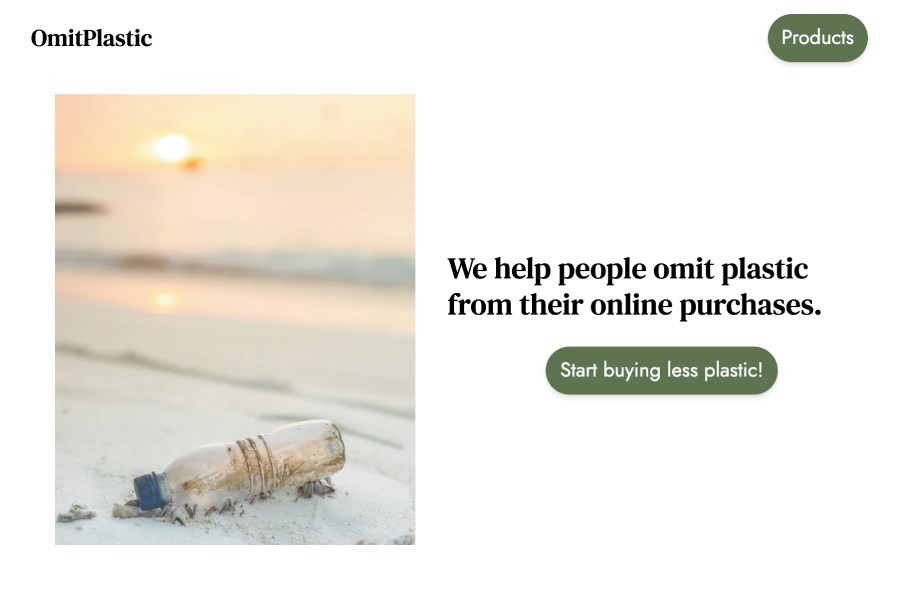 OmitPlastic
Products
We help people omit plastic
from their online purchases.
Start buying less plastic!